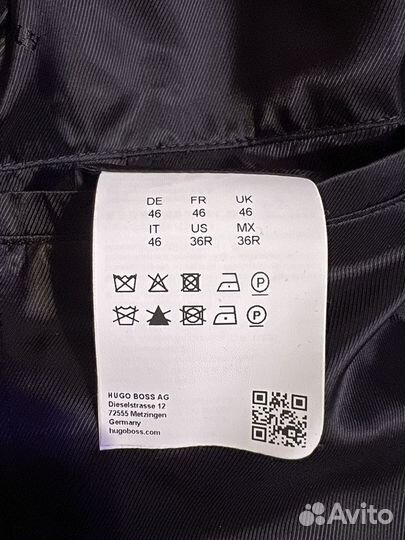 DE FR UK
46 46 46
IT US MX
46 36R 36R
P
P
HUGO BOSS AG
Dieselstrasse 12
72555 Metzingen
Germany
hugoboss.com
Avito